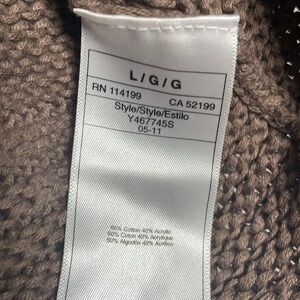 L/G/G
RN 114199 CA 52199
Style/Style/Estilo
Y467745S
05-11
60% Cotton 40% Acrylic
60% Coton 40% Acrylique
60% Algodón 40% Acrílico